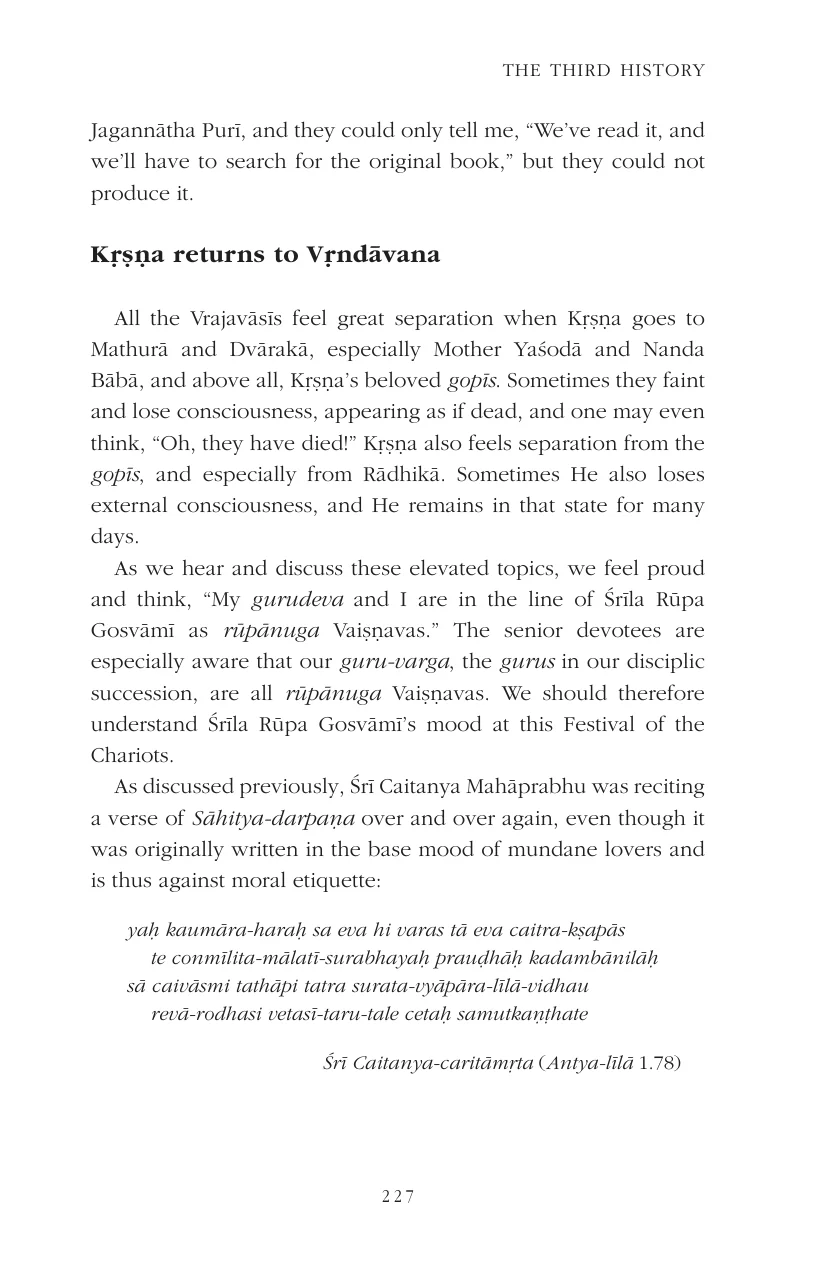 THE THIRD HISTORY
Jagannātha Purī, and they could only tell me, “We’ve read it, and
we’ll have to search for the original book,” but they could not
produce it.
Kṛṣṇa returns to Vṛndāvana
All the Vrajavāsīs feel great separation when Kṛṣṇa goes to
Mathurā and Dvārakā, especially Mother Yaśodā and Nanda
Bābā, and above all, Kṛṣṇa’s beloved gopīs. Sometimes they faint
and lose consciousness, appearing as if dead, and one may even
think, “Oh, they have died!” Kṛṣṇa also feels separation from the
gopīs, and especially from Rādhikā. Sometimes He also loses
external consciousness, and He remains in that state for many
days.
As we hear and discuss these elevated topics, we feel proud
and think, “My gurudeva and I are in the line of Śrīla Rūpa
Gosvāmī as rūpānuga Vaiṣṇavas.” The senior devotees are
especially aware that our guru-varga, the gurus in our disciplic
succession, are all rūpānuga Vaiṣṇavas. We should therefore
understand Śrīla Rūpa Gosvāmī’s mood at this Festival of the
Chariots.
As discussed previously, Śrī Caitanya Mahāprabhu was reciting
a verse of Sāhitya-darpaṇa over and over again, even though it
was originally written in the base mood of mundane lovers and
is thus against moral etiquette:
yaḥ kaumāra-haraḥ sa eva hi varas tā eva caitra-kṣapās
te conmīlita-mālatī-surabhayaḥ prauḍhāḥ kadambānilāḥ
sā caivāsmi tathāpi tatra surata-vyāpāra-līlā-vidhau
revā-rodhasi vetasī-taru-tale cetaḥ samutkaṇṭhate
Śrī Caitanya-caritāmṛta (Antya-līlā 1.78)
227